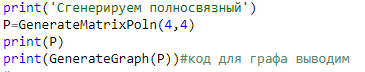 print('Сгенерируем полносвязный')
P=GenerateMatrixPoln(4,4)
print(P)
print(GenerateGraph(P))#код для графа выводим